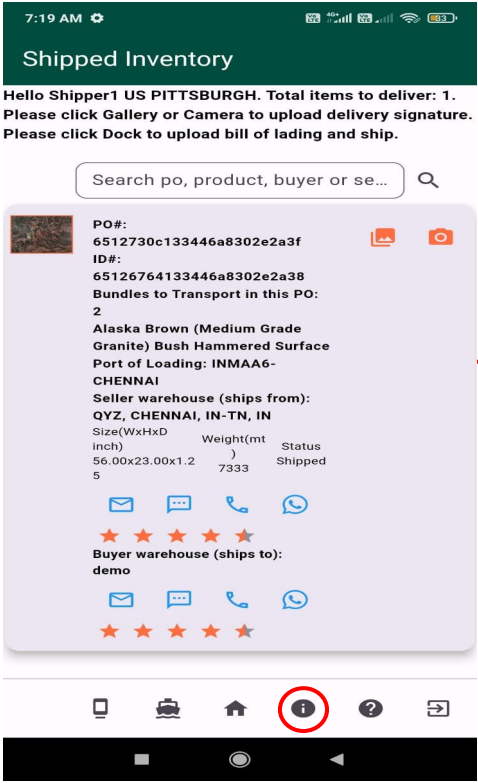 7:19 AM
4G+
83
Shipped Inventory
Hello Shipper1 US PITTSBURGH. Total items to deliver: 1.
Please click Gallery or Camera to upload delivery signature.
Please click Dock to upload bill of lading and ship.
Search po, product, buyer or se...
PO#:
6512730c133446a8302e2a3f
ID#:
65126764133446a8302e2a38
Bundles to Transport in this PO:
2
Alaska Brown (Medium Grade
Granite) Bush Hammered Surface
Port of Loading: INMAA6-
CHENNAI
Seller warehouse (ships from):
QYZ, CHENNAI, IN-TN, IN
Size(WxHxD
inch)
56.00x23.00x1.2
5
Weight(mt
)
7333
Status
Shipped
Buyer warehouse (ships to):
demo